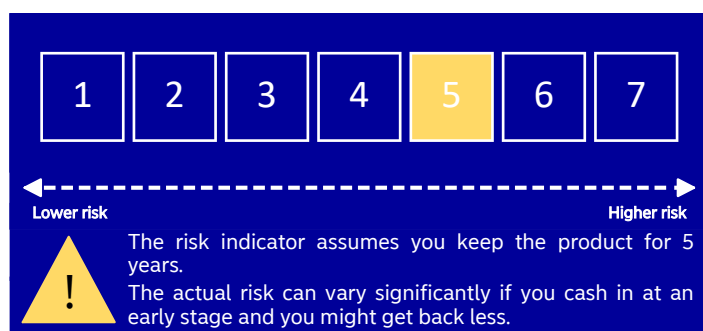 1 2 3 4 5 6 7
Lower risk Higher risk
The risk indicator assumes you keep the product for 5
years.
!
The actual risk can vary significantly if you cash in at an
early stage and you might get back less.